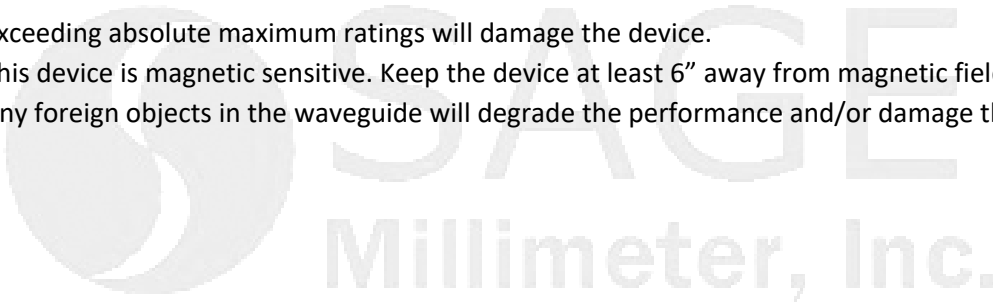 xceeding absolute maximum ratings will damage the device.
his device is magnetic sensitive. Keep the device at least 6” away from magnetic fiel
ny foreign objects in the waveguide will degrade the performance and/or damage th
SAGE
Millimeter, Inc.